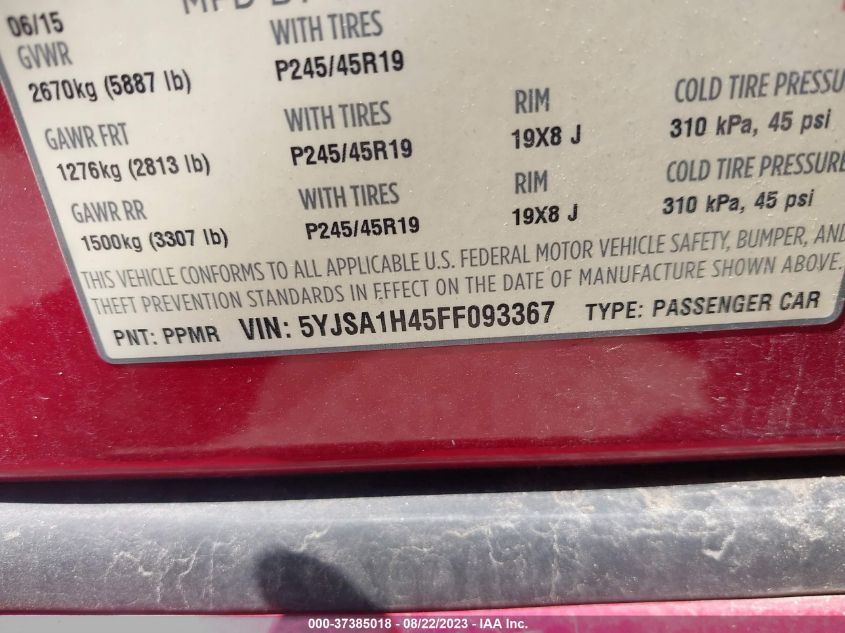 06/15
GVWR
2670kg (5887 lb)
WITH TIRES
P245/45R19
GAWR FRT
1276kg (2813 lb)
WITH TIRES
P245/45R19
RIM
19X8 J
COLD TIRE PRESSU
310 kPa, 45 psi
GAWR RR
1500kg (3307 lb)
WITH TIRES
P245/45R19
RIM
19X8 J
COLD TIRE PRESSURE
310 kPa, 45 psi
THIS VEHICLE CONFORMS TO ALL APPLICABLE U.S. FEDERAL MOTOR VEHICLE SAFETY, BUMPER, AND
THEFT PREVENTION STANDARDS IN EFFECT ON THE DATE OF MANUFACTURE SHOWN ABOVE.
PNT: PPMR VIN: 5YJSA1H45FF093367 TYPE: PASSENGER CAR
000-37385018 - 08/22/2023 - IAA Inc.